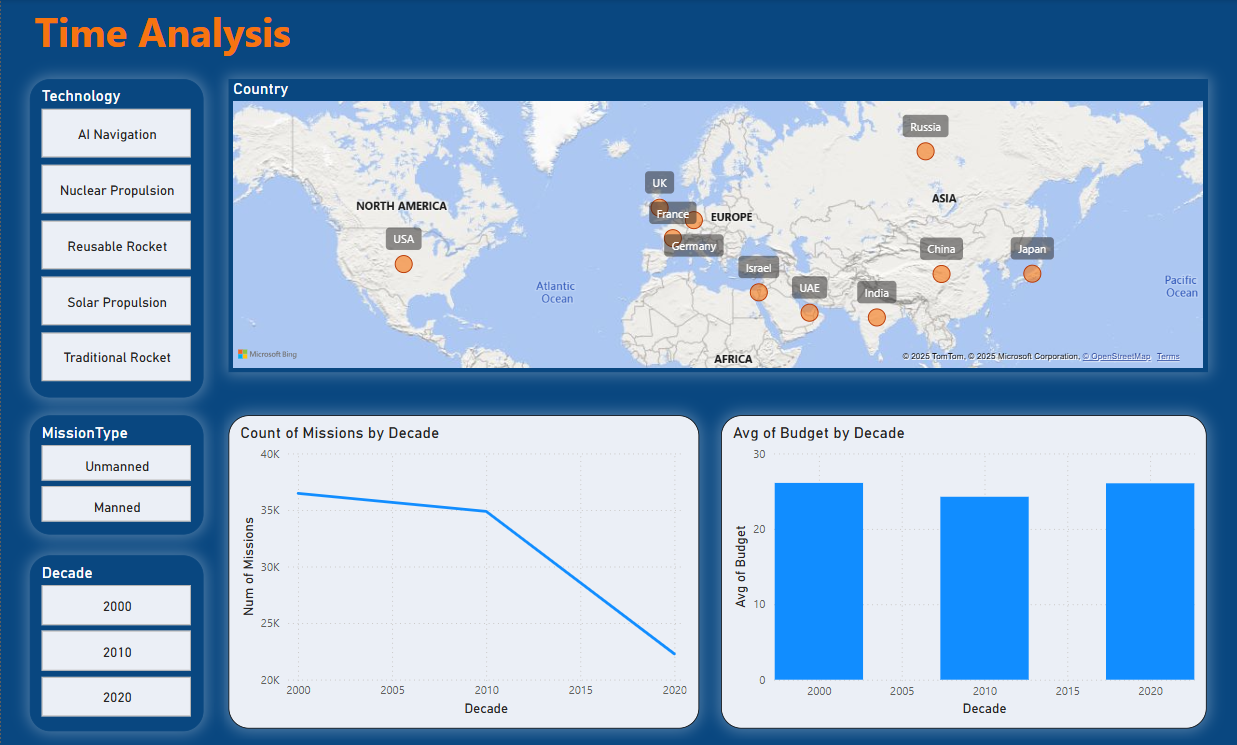 Time Analysis
Technology
AI Navigation
Nuclear Propulsion
Reusable Rocket
Solar Propulsion
Traditional Rocket
MissionType
Unmanned
Manned
Decade
2000
2010
2020
Country
Russia
UK
NORTH AMERICA
ASIA
France
EUROPE
USA
Germany
China
Japan
Israel
Atlantic
Ocean
UAE
India
Pacific
Ocean
AFRICA
Microsoft Bing
© 2025 TomTom, © 2025 Microsoft Corporation, © OpenStreetMap Terms
Count of Missions by Decade
40K
35K
30K
25K
20K
Num of Missions
2000 2005 2010 2015 2020
Decade
Avg of Budget by Decade
30
20
10
0
Avg of Budget
2000 2005 2010 2015 2020
Decade